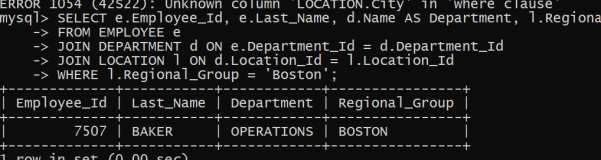 ERROR 1054 (42S22): Unknown column 'LOCATION.City' in 'where clause'
mysql> SELECT e.Employee_Id, e.Last_Name, d.Name AS Department, l.Regiona
    -> FROM EMPLOYEE e
    -> JOIN DEPARTMENT d ON e.Department_Id = d.Department_Id
    -> JOIN LOCATION l ON d.Location_Id = l.Location_Id
    -> WHERE l.Regional_Group = 'Boston';
+-------------+-----------+------------+----------------+
| Employee_Id | Last_Name | Department | Regional_Group |
+-------------+-----------+------------+----------------+
|        7507 | BAKER     | OPERATIONS | BOSTON         |
+-------------+-----------+------------+----------------+
1 row in set (0.00 sec)